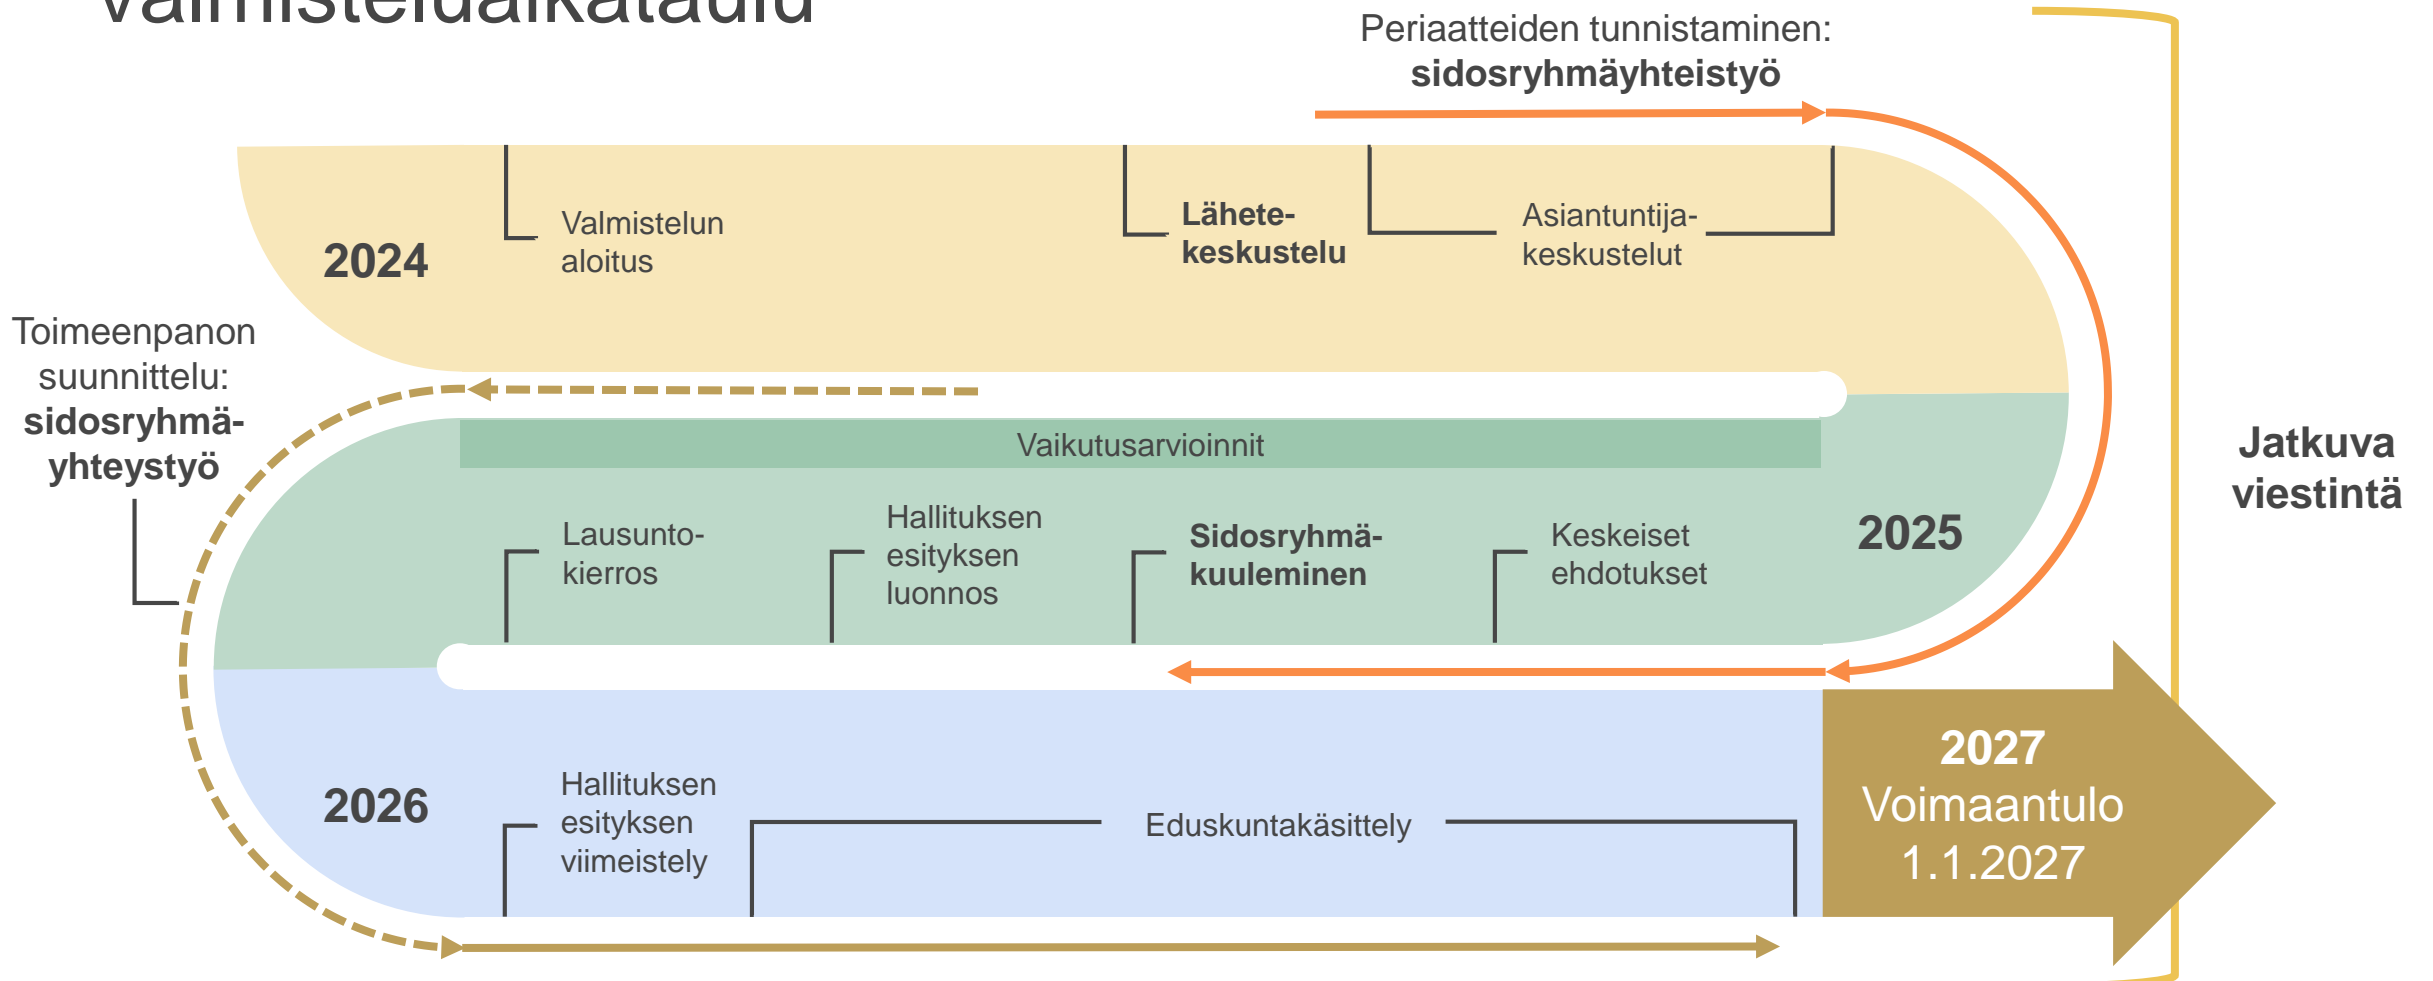 Periaatteiden tunnistaminen:
sidosryhmäyhteistyö
2024
Valmistelun
aloitus
Lähete-
keskustelu
Asiantuntija-
keskustelut
Toimeenpanon
suunnittelu:
sidosryhmä-
yhteystyö
Vaikutusarvioinnit
2025
Keskeiset
ehdotukset
Sidosryhmä-
kuuleminen
Hallituksen
esityksen
luonnos
Lausunto-
kierros
Jatkuva
viestintä
2026
Hallituksen
esityksen
viimeistely
Eduskuntakäsittely
2027
Voimaantulo
1.1.2027